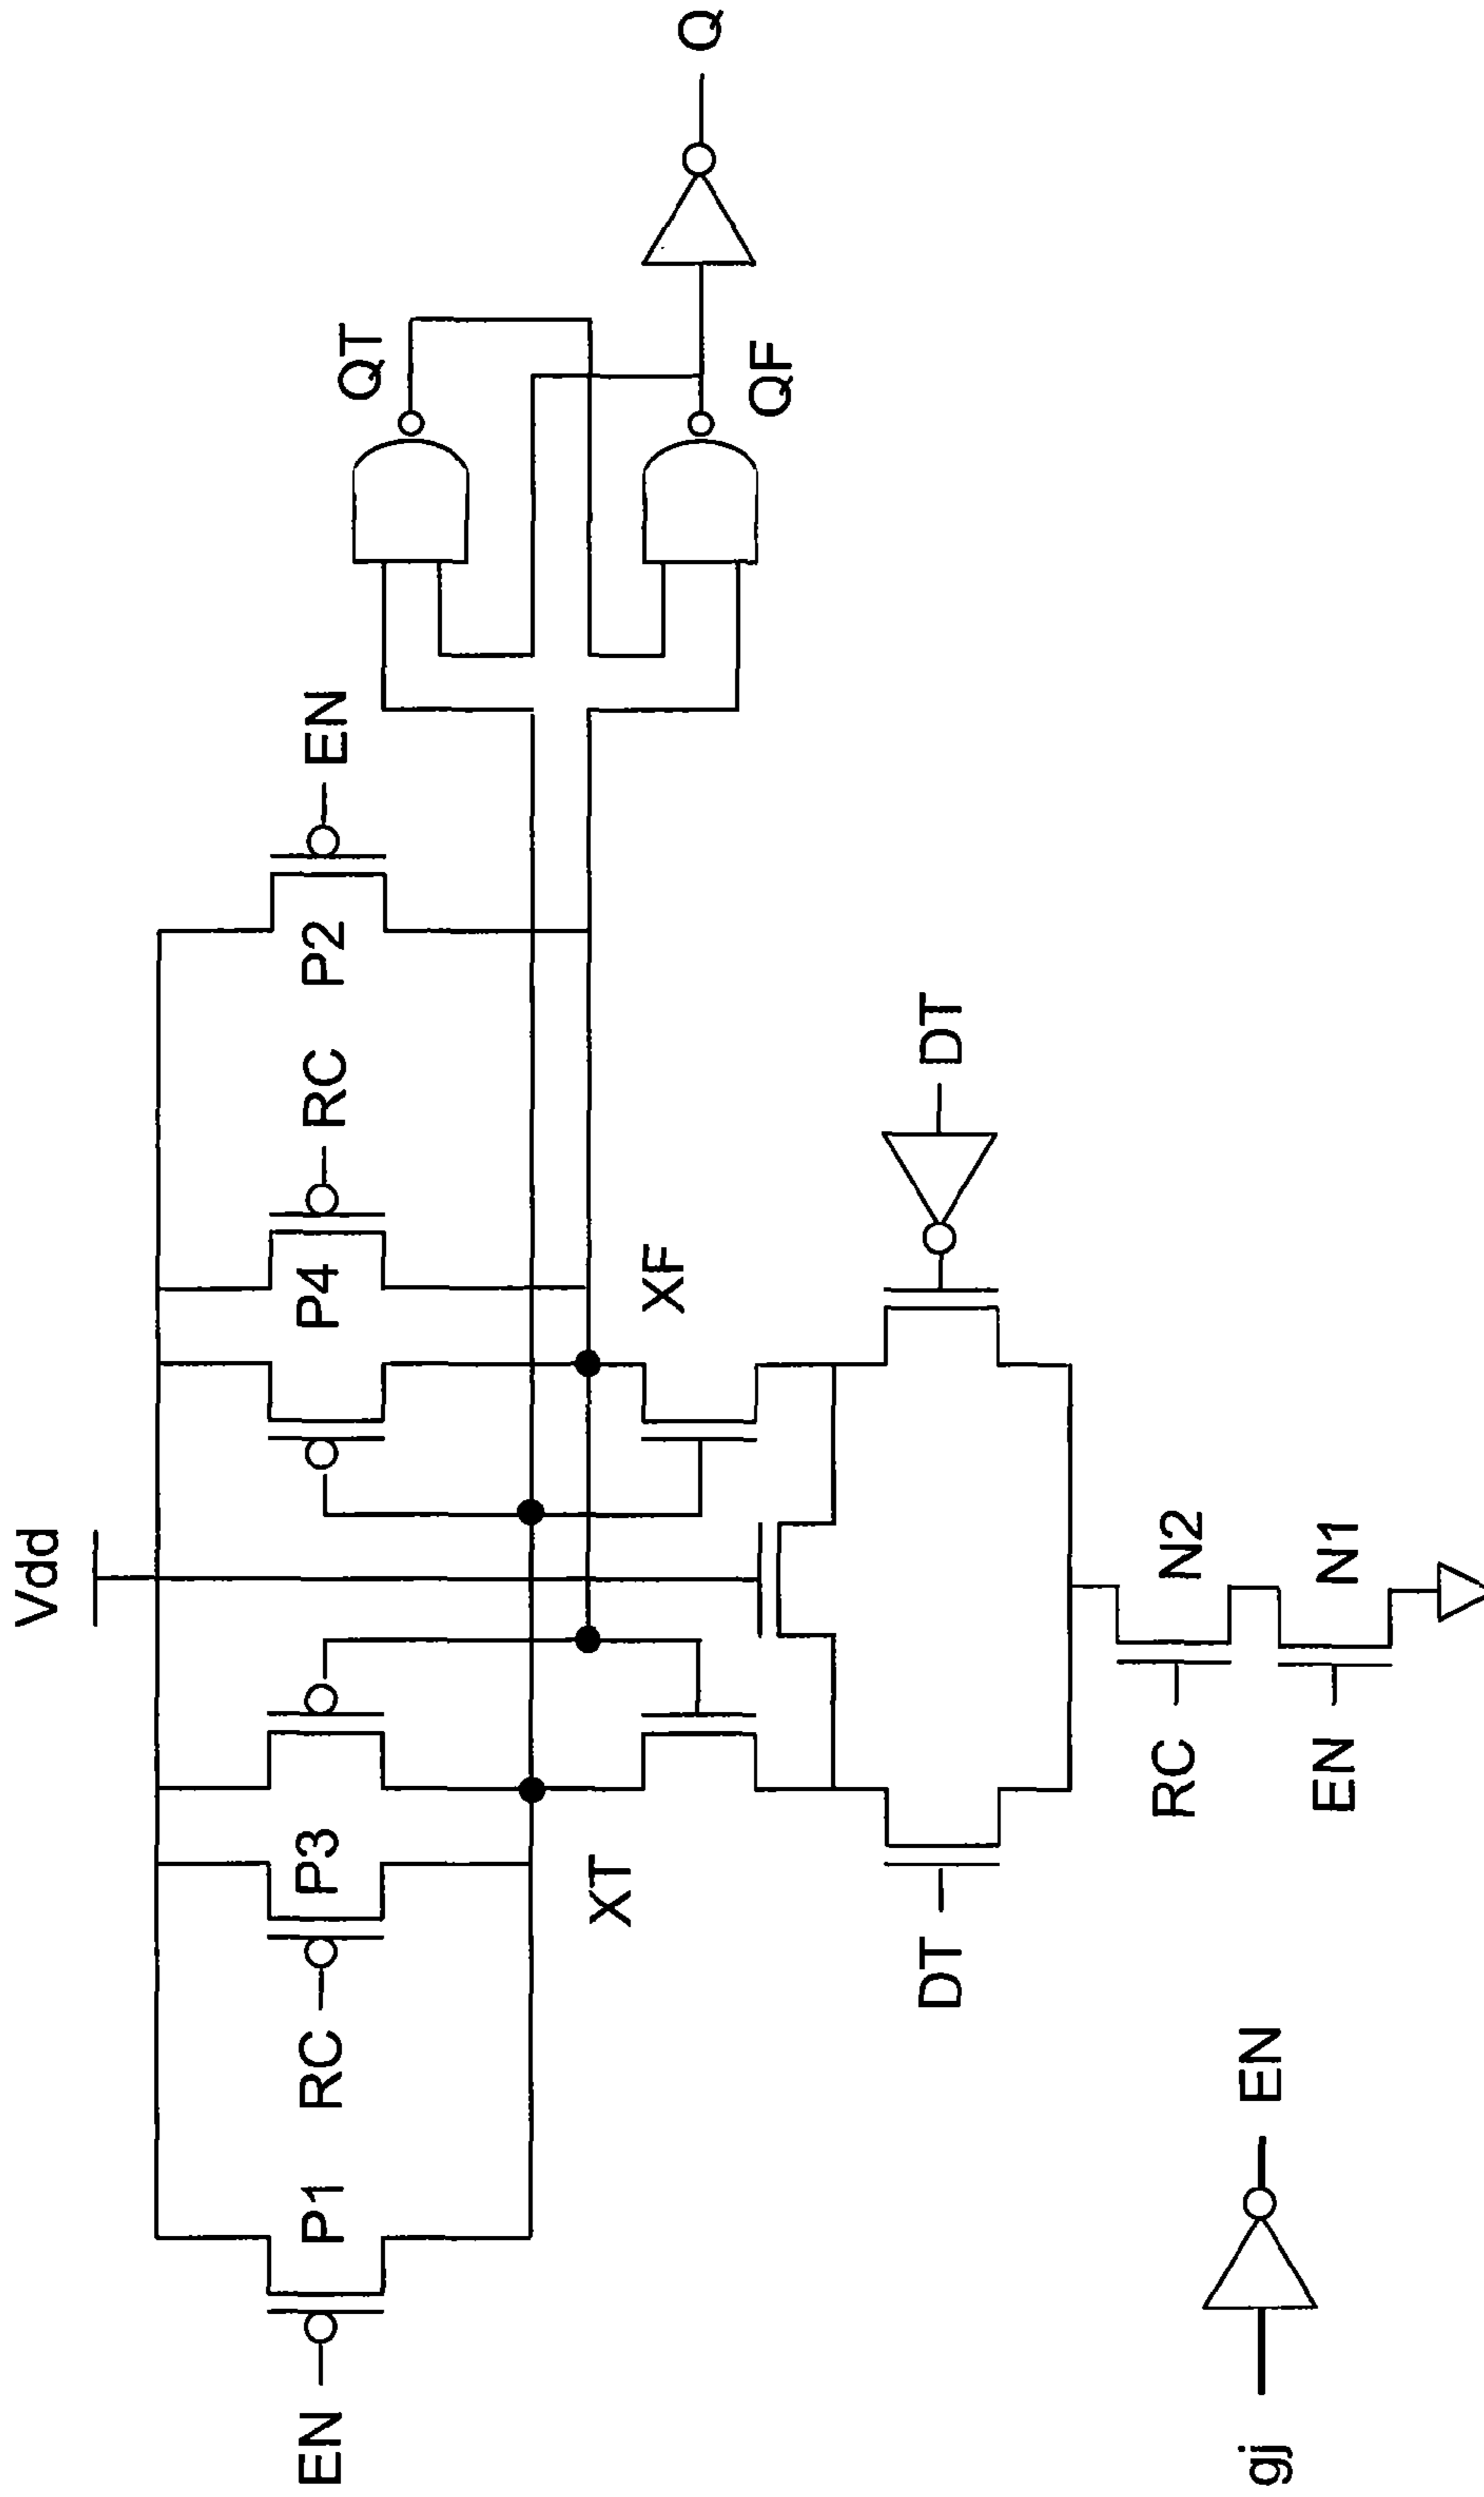 Vdd
EN
P1
RC
P3
P4
RC
P2
EN
QT
Q
XT
XF
QF
DT
DT
RC
N2
EN
N1
gj
EN